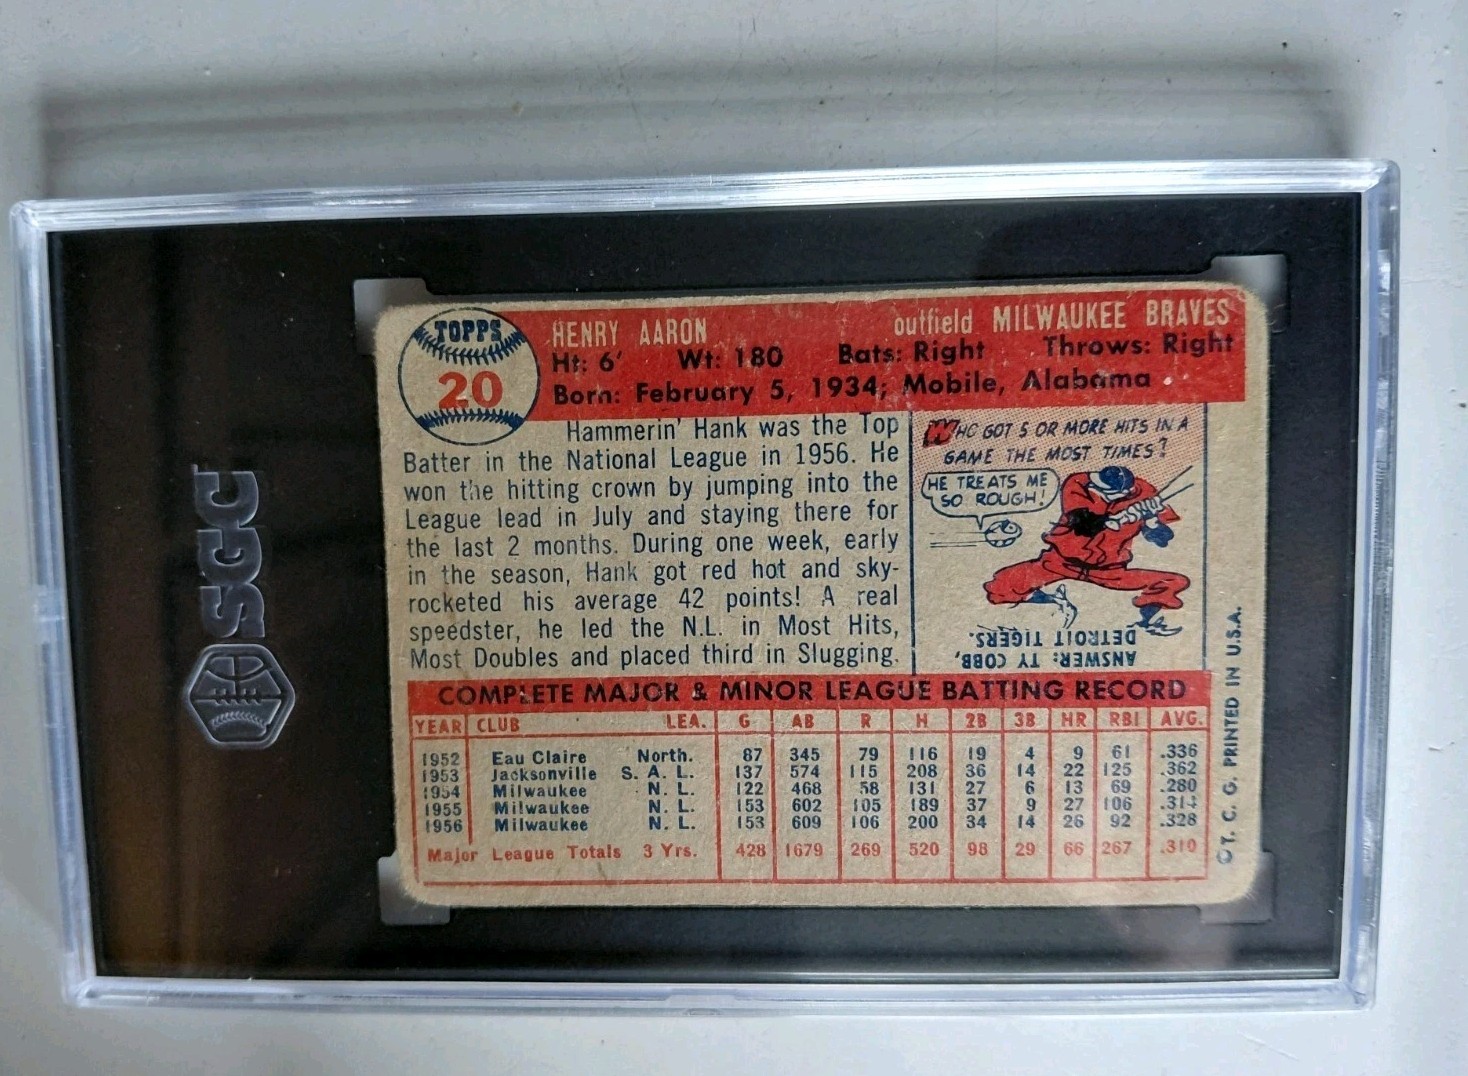 SGC
TOPPS
20
HENRY AARON outfield MILWAUKEE BRAVES
Ht: 6' Wt: 180 Bats: Right Throws: Right
Born: February 5, 1934; Mobile, Alabama
Hammerin' Hank was the Top
Batter in the National League in 1956. He
won the hitting crown by jumping into the
League lead in July and staying there for
the last 2 months. During one week, early
in the season, Hank got red hot and sky-
rocketed his average 42 points! A real
speedster, he led the N.L. in Most Hits,
Most Doubles and placed third in Slugging.
WHO GOT 5 OR MORE HITS IN A
GAME THE MOST TIMES?
HE TREATS ME
SO ROUGH!
ANSWER: TY COBB,
DETROIT TIGERS.
COMPLETE MAJOR & MINOR LEAGUE BATTING RECORD
YEAR CLUB LEA. G AB R H 2B 3B HR RBI AVG.
1952 Eau Claire North. 87 345 79 116 19 4 9 61 .336
1953 Jacksonville S. A. L. 137 574 115 208 36 14 22 125 .362
1954 Milwaukee N. L. 122 468 58 131 27 6 13 69 .280
1955 Milwaukee N. L. 153 602 105 189 37 9 27 106 .314
1956 Milwaukee N. L. 153 609 106 200 34 14 26 92 .328
Major League Totals 3 Yrs. 428 1679 269 520 98 29 66 267 .310
© T. C. G. PRINTED IN U.S.A.